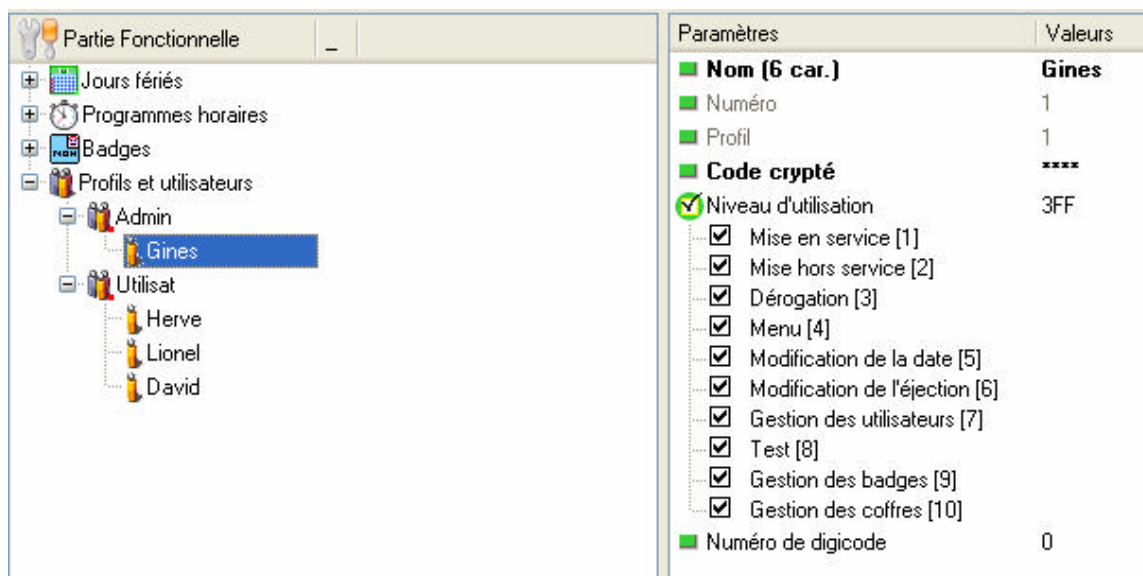 Partie Fonctionnelle
_
Jours fériés
Programmes horaires
NOM
Badges
Profils et utilisateurs
Admin
Gines
Utilisat
Herve
Lionel
David
Paramètres Valeurs
Nom (6 car.) Gines
Numéro 1
Profil 1
Code crypté ****
Niveau d'utilisation 3FF
Mise en service [1]
Mise hors service [2]
Dérogation [3]
Menu [4]
Modification de la date [5]
Modification de l'éjection [6]
Gestion des utilisateurs [7]
Test [8]
Gestion des badges [9]
Gestion des coffres [10]
Numéro de digicode 0